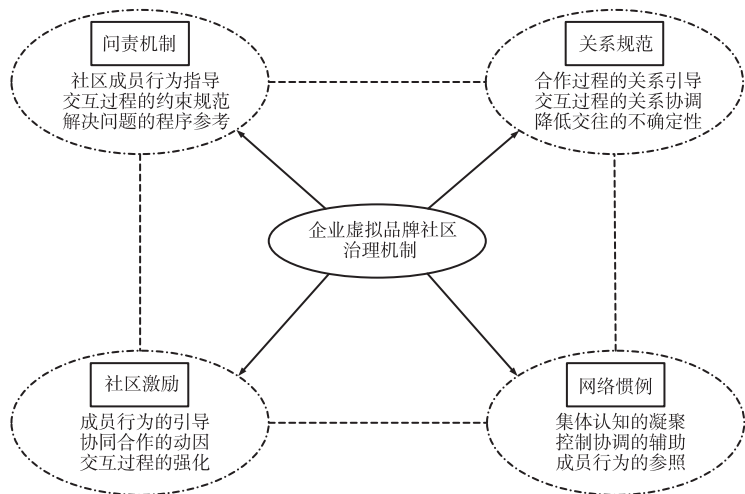 问责机制
社区成员行为指导
交互过程的约束规范
解决问题的程序参考
关系规范
合作过程的关系引导
交互过程的关系协调
降低交往的不确定性
企业虚拟品牌社区
治理机制
社区激励
成员行为的引导
协同合作的动因
交互过程的强化
网络惯例
集体认知的凝聚
控制协调的辅助
成员行为的参照